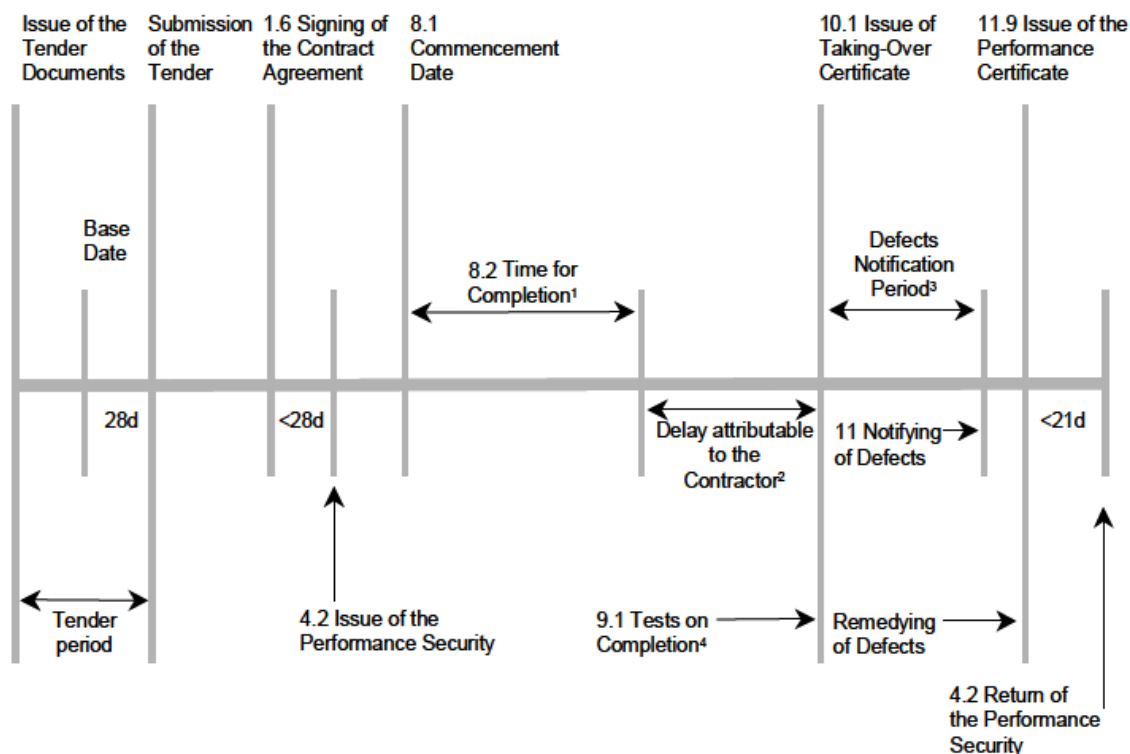 Issue of the
Tender
Documents
Submission
of the
Tender
1.6 Signing of
the Contract
Agreement
8.1
Commencement
Date
10.1 Issue of
Taking-Over
Certificate
11.9 Issue of the
Performance
Certificate
Base
Date
8.2 Time for
Completion¹
Defects
Notification
Period³
28d
<28d
Delay attributable
to the
Contractor²
11 Notifying
of Defects
<21d
Tender
period
4.2 Issue of the
Performance Security
9.1 Tests on
Completion⁴
Remedying
of Defects
4.2 Return of
the Performance
Security